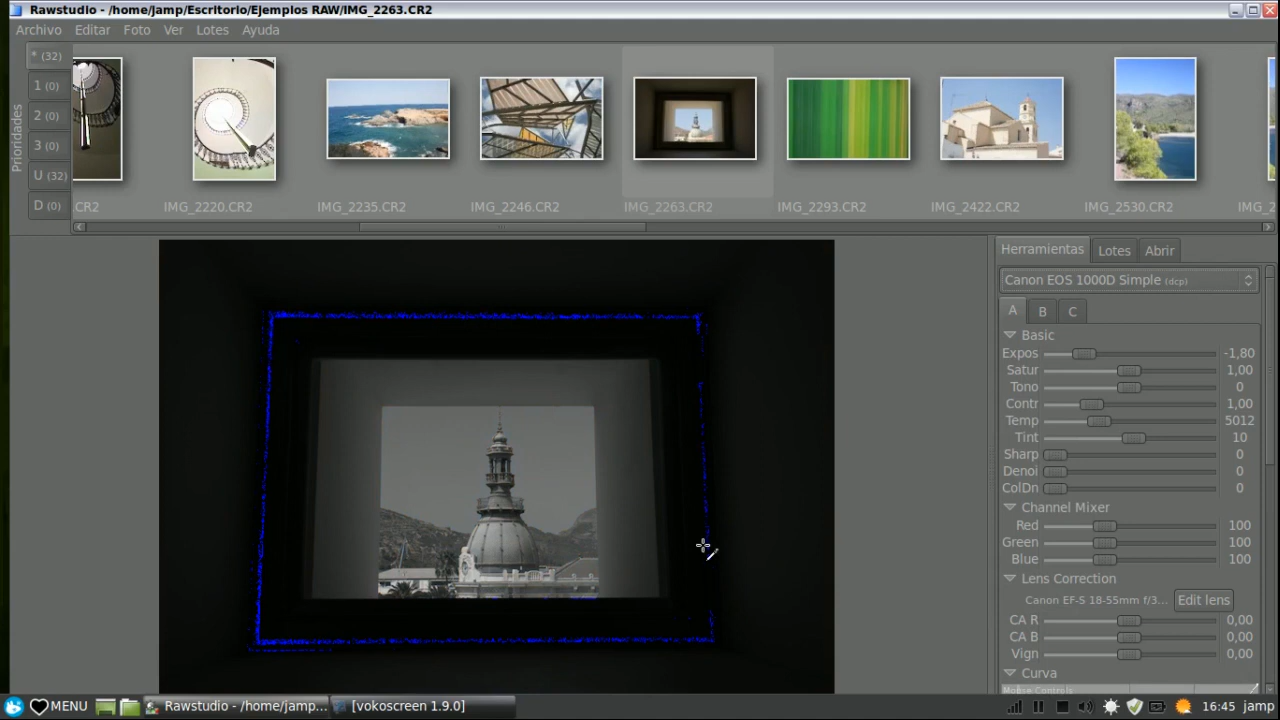 Rawstudio - /home/jamp/Escritorio/Ejemplos RAW/IMG_2263.CR2
Archivo Editar Foto Ver Lotes Ayuda
Prioridades
* (32)
1 (0)
2 (0)
3 (0)
U (32)
D (0)
.CR2 IMG_2220.CR2 IMG_2235.CR2 IMG_2246.CR2 IMG_2263.CR2 IMG_2293.CR2 IMG_2422.CR2 IMG_2530.CR2 IMG_2
Herramientas Lotes Abrir
Canon EOS 1000D Simple (dcp)
A B C
Basic
Expos -1,80
Satur 1,00
Tono 0
Contr 1,00
Temp 5012
Tint 10
Sharp 0
Denoi 0
ColDn 0
Channel Mixer
Red 100
Green 100
Blue 100
Lens Correction
Canon EF-S 18-55mm f/3... Edit lens
CA R 0,00
CA B 0,00
Vign 0,00
Curva
Mouse Controls
MENU Rawstudio - /home/jamp... [vokoscreen 1.9.0] 16:45 jamp